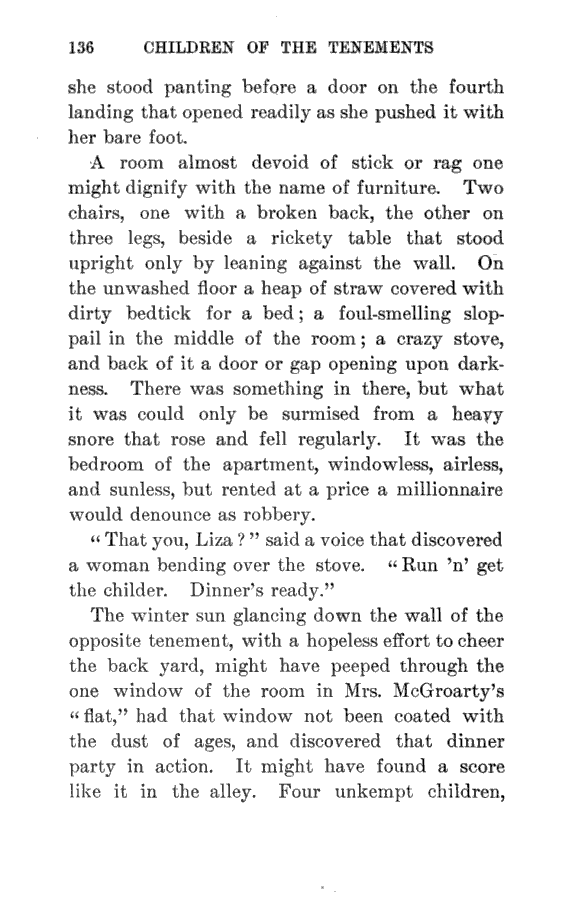 136 CHILDREN OF THE TENEMENTS
she stood panting before a door on the fourth
landing that opened readily as she pushed it with
her bare foot.
A room almost devoid of stick or rag one
might dignify with the name of furniture. Two
chairs, one with a broken back, the other on
three legs, beside a rickety table that stood
upright only by leaning against the wall. On
the unwashed floor a heap of straw covered with
dirty bedtick for a bed; a foul-smelling slop-
pail in the middle of the room; a crazy stove,
and back of it a door or gap opening upon dark-
ness. There was something in there, but what
it was could only be surmised from a heavy
snore that rose and fell regularly. It was the
bedroom of the apartment, windowless, airless,
and sunless, but rented at a price a millionnaire
would denounce as robbery.
"That you, Liza?" said a voice that discovered
a woman bending over the stove. "Run 'n' get
the childer. Dinner's ready."
The winter sun glancing down the wall of the
opposite tenement, with a hopeless effort to cheer
the back yard, might have peeped through the
one window of the room in Mrs. McGroarty's
"flat," had that window not been coated with
the dust of ages, and discovered that dinner
party in action. It might have found a score
like it in the alley. Four unkempt children,